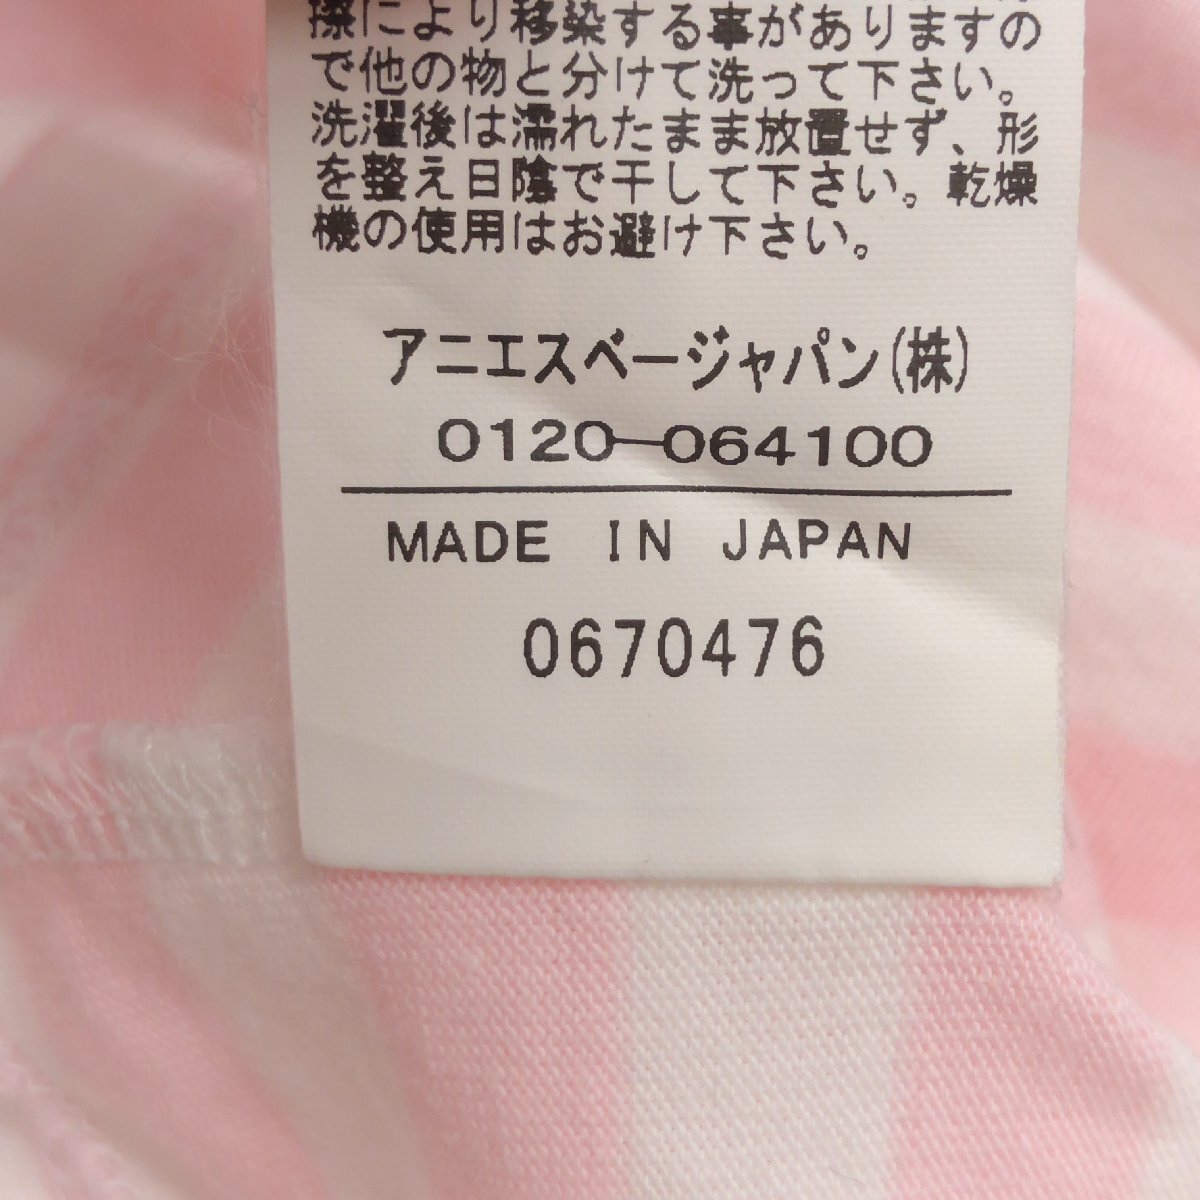 際により移染する事がありますの
で他の物と分けて洗って下さい。
洗濯後は濡れたまま放置せず、形
を整え日陰で干して下さい。乾燥
機の使用はお避け下さい。
アニエスベージャパン(株)
0120-064100
MADE IN JAPAN
0670476